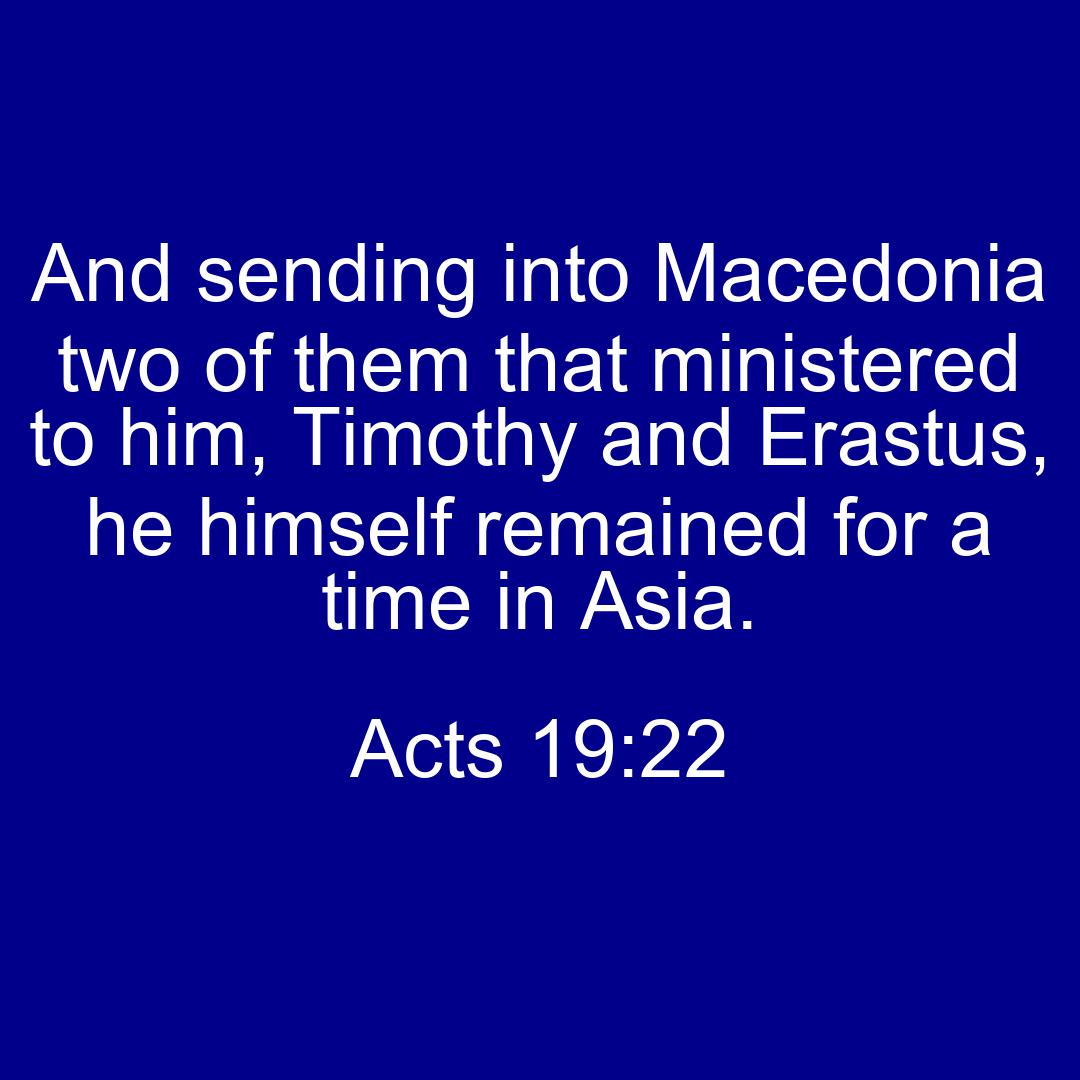 And sending into Macedonia
two of them that ministered
to him, Timothy and Erastus,
he himself remained for a
time in Asia.
Acts 19:22